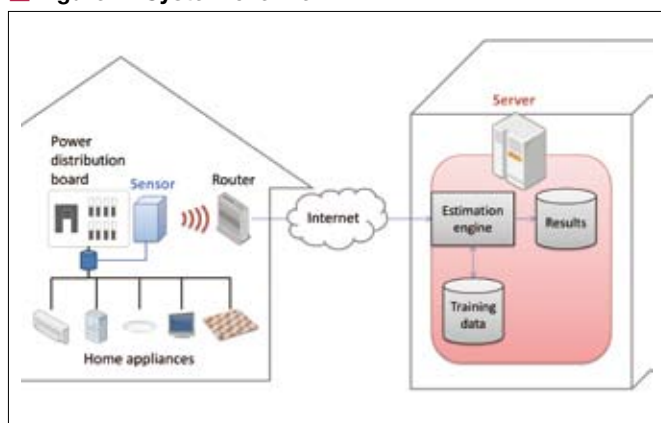 Server
Power
distribution
board
Sensor
Router
Internet
Estimation
engine
Results
Training
data
Home appliances